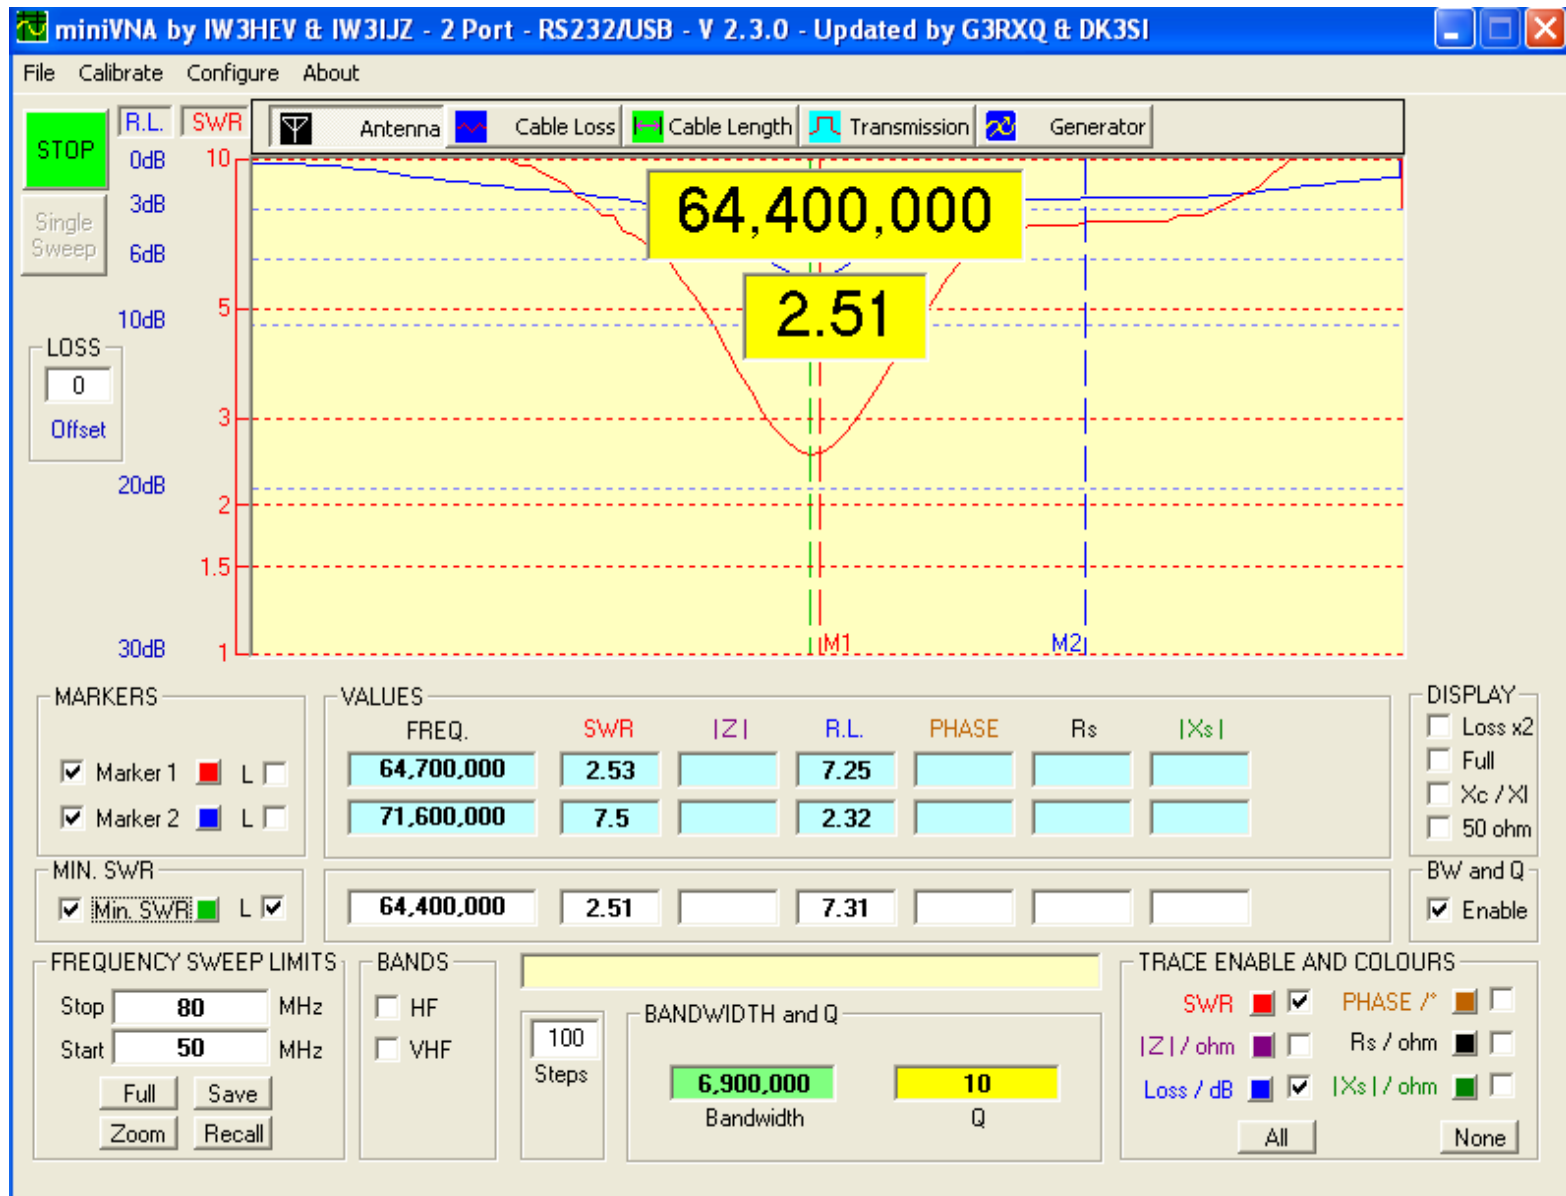 miniVNA by IW3HEV & IW3IJZ - 2 Port - RS232/USB - V 2.3.0 - Updated by G3RXQ & DK3SI
File Calibrate Configure About
STOP R.L. SWR Antenna Cable Loss Cable Length Transmission Generator
0dB 10
3dB
Single Sweep
6dB
64,400,000
5
10dB
2.51
LOSS
0
Offset
3
20dB
2
1.5
30dB 1 M1 M2
MARKERS VALUES DISPLAY
FREQ. SWR |Z| R.L. PHASE Rs |Xs| Loss x2
Marker 1 L 64,700,000 2.53 7.25 Full
Xc / Xl
Marker 2 L 71,600,000 7.5 2.32 50 ohm
MIN. SWR BW and Q
Min. SWR L 64,400,000 2.51 7.31 Enable
FREQUENCY SWEEP LIMITS BANDS TRACE ENABLE AND COLOURS
Stop 80 MHz HF BANDWIDTH and Q SWR PHASE /°
Start 50 MHz VHF 100 |Z| / ohm Rs / ohm
Steps 6,900,000 10 Loss / dB |Xs| / ohm
Full Save Bandwidth Q
Zoom Recall All None